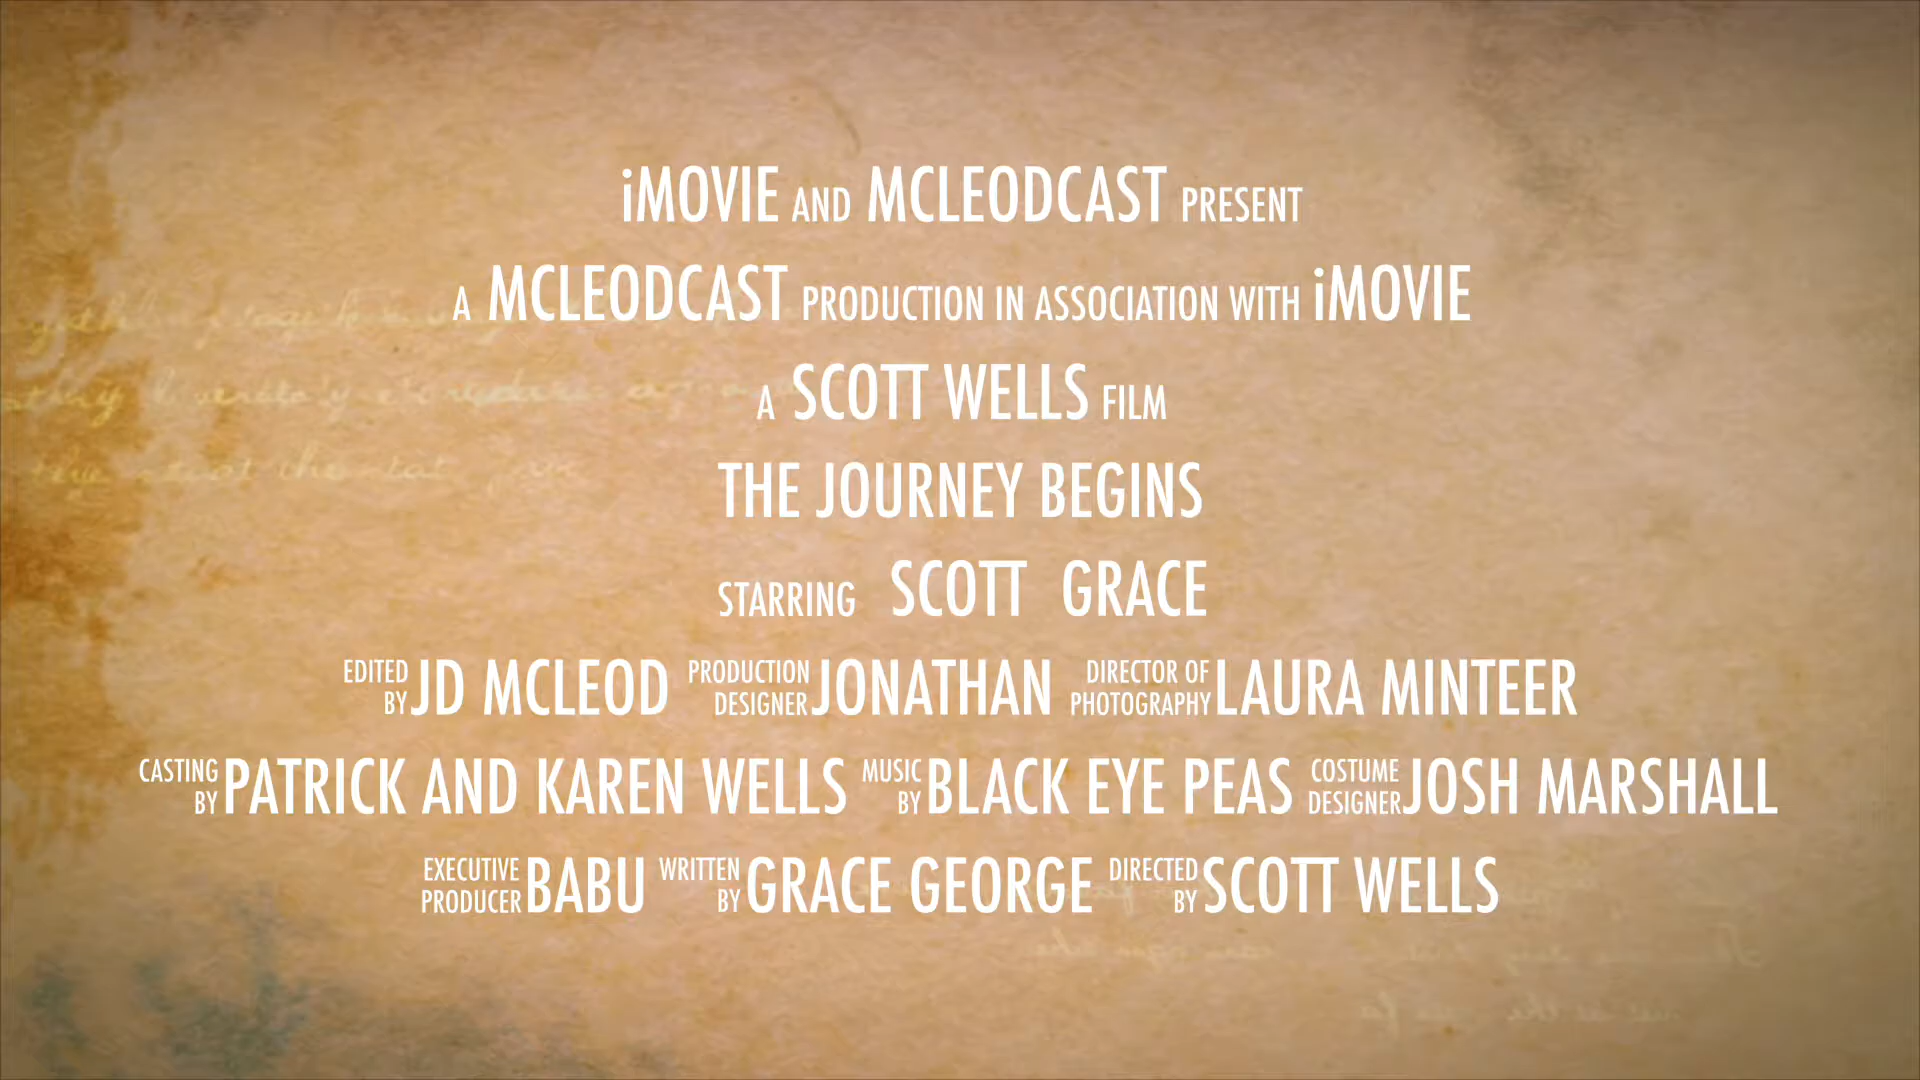 iMOVIE AND MCLEODCAST PRESENT
A MCLEODCAST PRODUCTION IN ASSOCIATION WITH iMOVIE
A SCOTT WELLS FILM
THE JOURNEY BEGINS
STARRING SCOTT GRACE
EDITED BY JD MCLEOD PRODUCTION DESIGNER JONATHAN DIRECTOR OF PHOTOGRAPHY LAURA MINTEER
CASTING BY PATRICK AND KAREN WELLS MUSIC BY BLACK EYE PEAS COSTUME DESIGNER JOSH MARSHALL
EXECUTIVE PRODUCER BABU WRITTEN BY GRACE GEORGE DIRECTED BY SCOTT WELLS